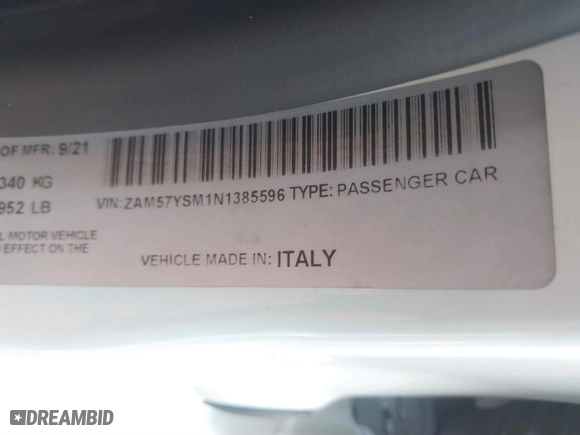 OF MFR: 9/21
340 KG
952 LB
VIN:ZAM57YSM1N1385596 TYPE: PASSENGER CAR
L MOTOR VEHICLE
EFFECT ON THE
VEHICLE MADE IN: ITALY
DREAMBID